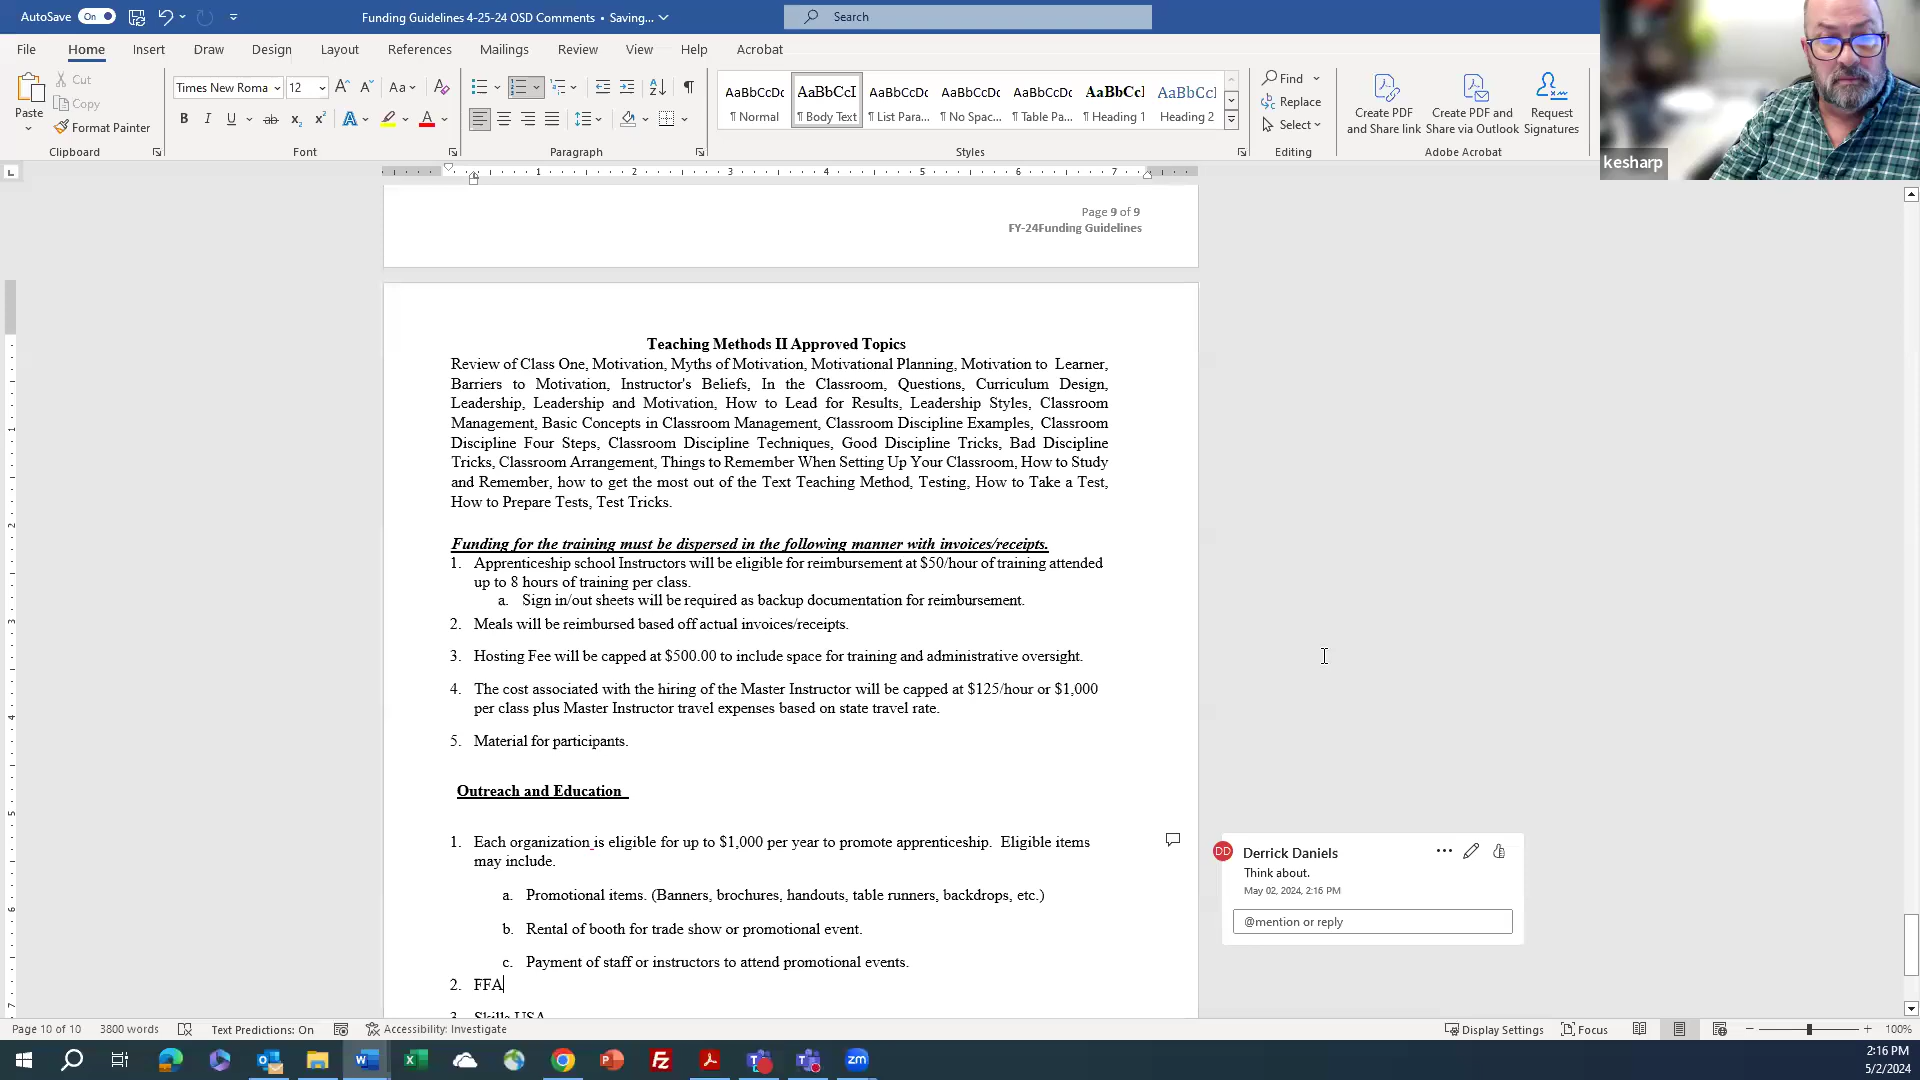 AutoSave On Funding Guidelines 4-25-24 OSD Comments • Saving... Search
File Home Insert Draw Design Layout References Mailings Review View Help Acrobat
Paste Cut Copy Format Painter
Clipboard
Times New Roma 12 Aa
B I U ab x₂ x² A A
Font
Paragraph
AaBbCcDc AaBbCcI AaBbCcDc AaBbCcDc AaBbCcDc AaBbCcI AaBbCcI
¶ Normal ¶ Body Text ¶ List Para... ¶ No Spac... ¶ Table Pa... ¶ Heading 1 Heading 2
Styles
Find
Replace
Select
Editing
Create PDF and Share link
Create PDF and Share via Outlook
Request Signatures
Adobe Acrobat
kesharp
1 2 3 4 5 6 7
Page 9 of 9
FY-24Funding Guidelines
Teaching Methods II Approved Topics
Review of Class One, Motivation, Myths of Motivation, Motivational Planning, Motivation to Learner,
Barriers to Motivation, Instructor's Beliefs, In the Classroom, Questions, Curriculum Design,
Leadership, Leadership and Motivation, How to Lead for Results, Leadership Styles, Classroom
Management, Basic Concepts in Classroom Management, Classroom Discipline Examples, Classroom
Discipline Four Steps, Classroom Discipline Techniques, Good Discipline Tricks, Bad Discipline
Tricks, Classroom Arrangement, Things to Remember When Setting Up Your Classroom, How to Study
and Remember, how to get the most out of the Text Teaching Method, Testing, How to Take a Test,
How to Prepare Tests, Test Tricks.
Funding for the training must be dispersed in the following manner with invoices/receipts.
1. Apprenticeship school Instructors will be eligible for reimbursement at $50/hour of training attended
up to 8 hours of training per class.
a. Sign in/out sheets will be required as backup documentation for reimbursement.
2. Meals will be reimbursed based off actual invoices/receipts.
3. Hosting Fee will be capped at $500.00 to include space for training and administrative oversight.
4. The cost associated with the hiring of the Master Instructor will be capped at $125/hour or $1,000
per class plus Master Instructor travel expenses based on state travel rate.
5. Material for participants.
Outreach and Education
1. Each organization is eligible for up to $1,000 per year to promote apprenticeship. Eligible items
may include.
a. Promotional items. (Banners, brochures, handouts, table runners, backdrops, etc.)
b. Rental of booth for trade show or promotional event.
c. Payment of staff or instructors to attend promotional events.
2. FFA
3. Skills USA
DD Derrick Daniels
Think about.
May 02, 2024, 2:16 PM
@mention or reply
Page 10 of 10 3800 words Text Predictions: On Accessibility: Investigate Display Settings Focus 100%
2:16 PM
5/2/2024